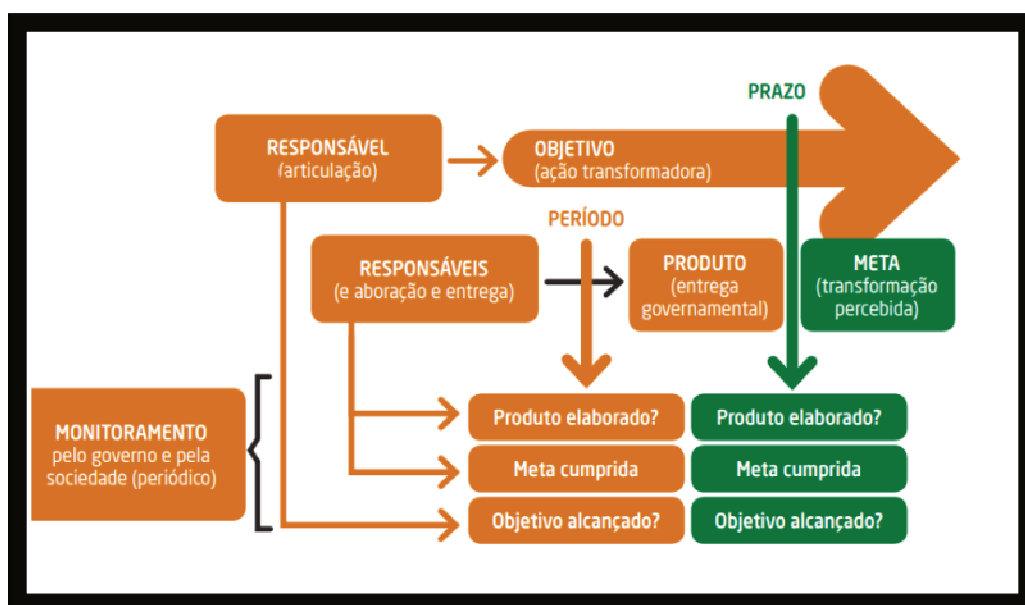 PRAZO
RESPONSÁVEL
(articulação)
OBJETIVO
(ação transformadora)
PERÍODO
RESPONSÁVEIS
(e aboração e entrega)
PRODUTO
(entrega
governamental)
META
(transformação
percebida)
MONITORAMENTO
pelo governo e pela
sociedade (periódico)
Produto elaborado?
Produto elaborado?
Meta cumprida
Meta cumprida
Objetivo alcançado?
Objetivo alcançado?